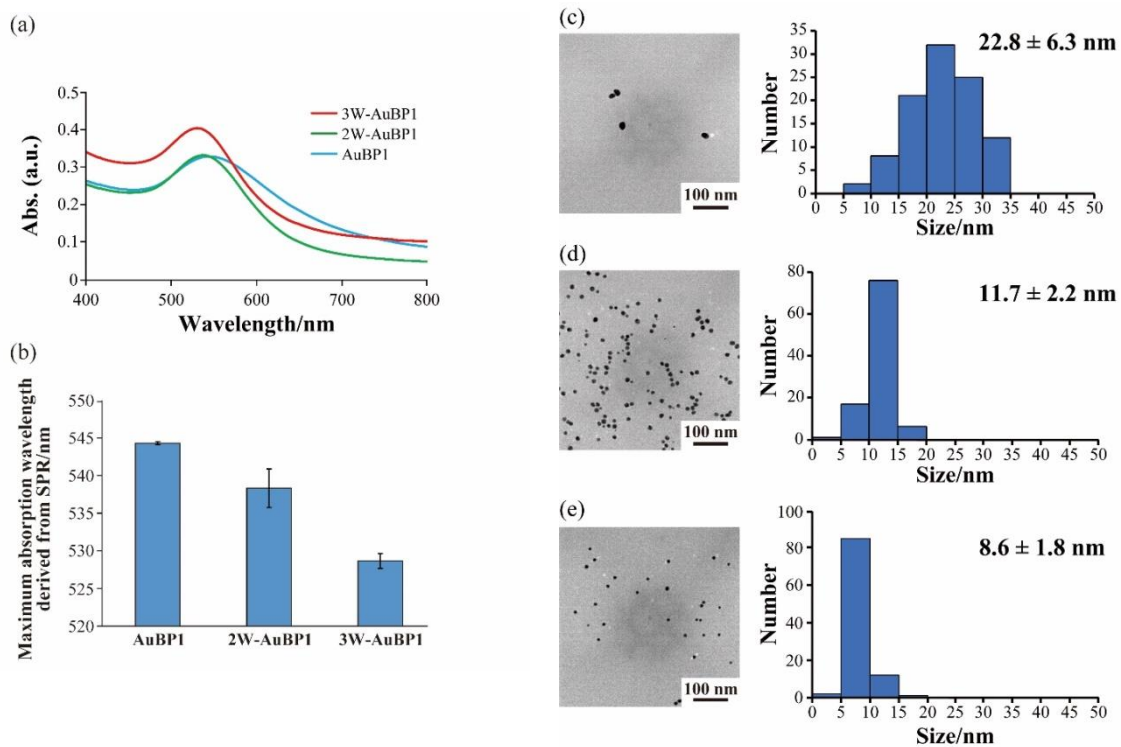 (a)
Abs. (a.u.)
0.5
0.4
0.3
0.2
0.1
0
3W-AuBP1
2W-AuBP1
AuBP1
400
500
600
700
800
Wavelength/nm
(b)
Maximum absorption wavelength
derived from SPR/nm
550
545
540
535
530
525
520
AuBP1
2W-AuBP1
3W-AuBP1
(c)
100 nm
22.8 ± 6.3 nm
Number
35
30
25
20
15
10
5
0
0
5
10
15
20
25
30
35
40
45
50
Size/nm
(d)
100 nm
11.7 ± 2.2 nm
Number
80
60
40
20
0
0
5
10
15
20
25
30
35
40
45
50
Size/nm
(e)
100 nm
8.6 ± 1.8 nm
Number
100
80
60
40
20
0
0
5
10
15
20
25
30
35
40
45
50
Size/nm